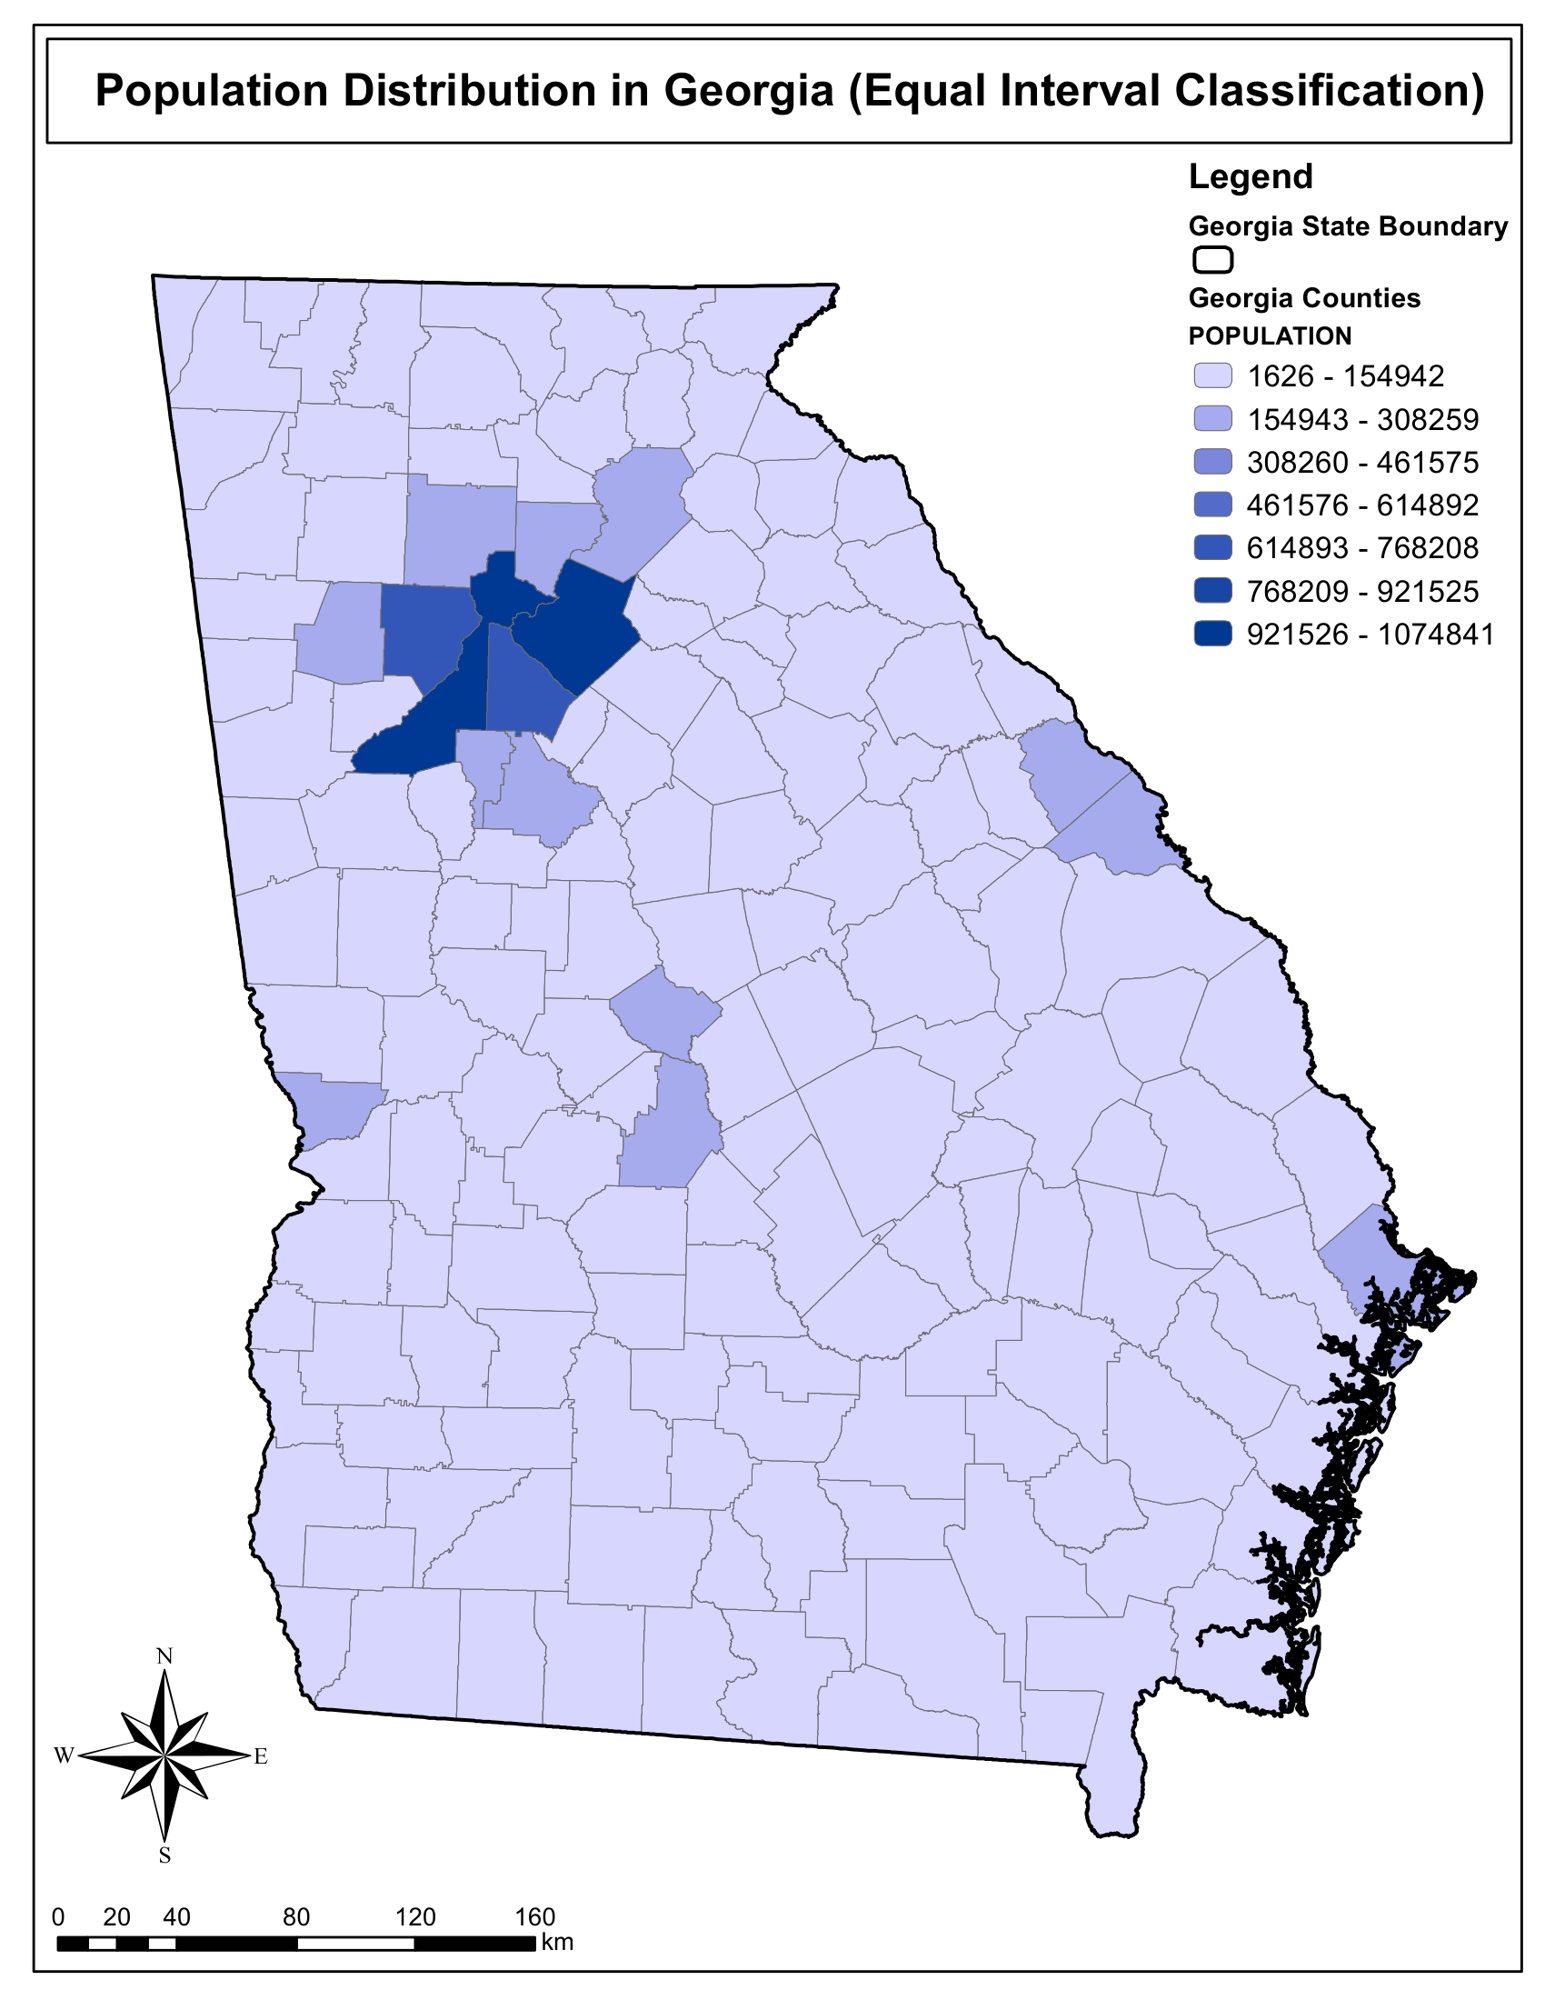 Population Distribution in Georgia (Equal Interval Classification)
Legend
Georgia State Boundary
Georgia Counties
POPULATION
1626 - 154942
154943 - 308259
308260 - 461575
461576 - 614892
614893 - 768208
768209 - 921525
921526 - 1074841
N
W E
S
0 20 40 80 120 160
km